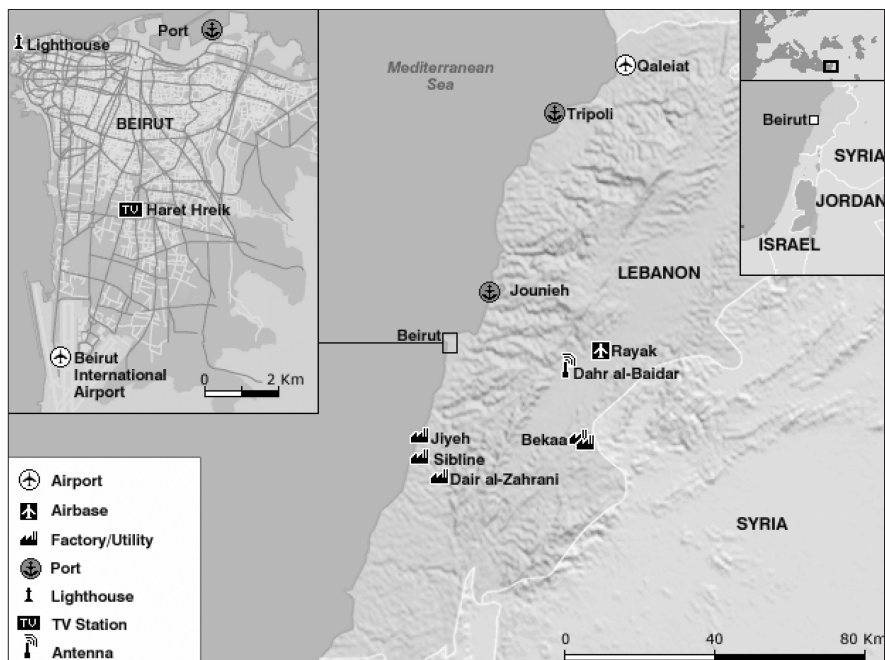 Port
Lighthouse
BEIRUT
TV Haret Hreik
Beirut
International
Airport
0 2 Km
Mediterranean
Sea
Qaleiat
Tripoli
LEBANON
Jounieh
Beirut
Rayak
Dahr al-Baidar
Jiyeh
Bekaa
Sibline
Dair al-Zahrani
SYRIA
0 40 80 Km
Beirut
SYRIA
JORDAN
ISRAEL
Airport
Airbase
Factory/Utility
Port
Lighthouse
TV TV Station
Antenna